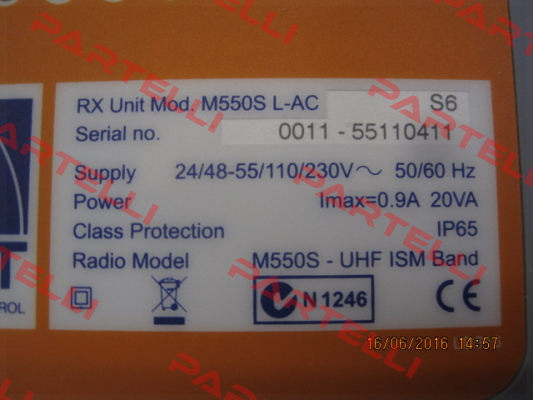 RX Unit Mod. M550S L-AC S6
Serial no. 0011 - 55110411
Supply 24/48-55/110/230V~ 50/60 Hz
Power Imax=0.9A 20VA
Class Protection IP65
Radio Model M550S - UHF ISM Band
N 1246 CE
ROL
16/06/2016 14:57
PARTELLI
PARTELLI
PARTELLI
PARTELLI
PARTELLI
PARTELLI